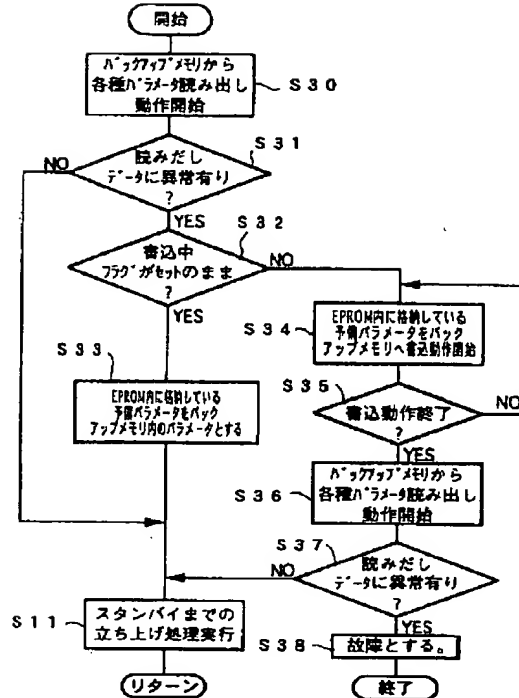 開始
バックアップメモリから
各種パラメータ読み出し
動作開始
S30
読みだし
データに異常有り
?
S31
NO
YES
書込中
フラグがセットのまま
?
S32
NO
YES
EPROM内に格納している
予備パラメータをバック
アップメモリ内のパラメータとする
S33
EPROM内に格納している
予備パラメータをバック
アップメモリへ書込動作開始
S34
書込動作終了
?
S35
NO
YES
バックアップメモリから
各種パラメータ読み出し
動作開始
S36
読みだし
データに異常有り
?
S37
NO
YES
S11
スタンバイまでの
立ち上げ処理実行
リターン
S38
故障とする。
終了